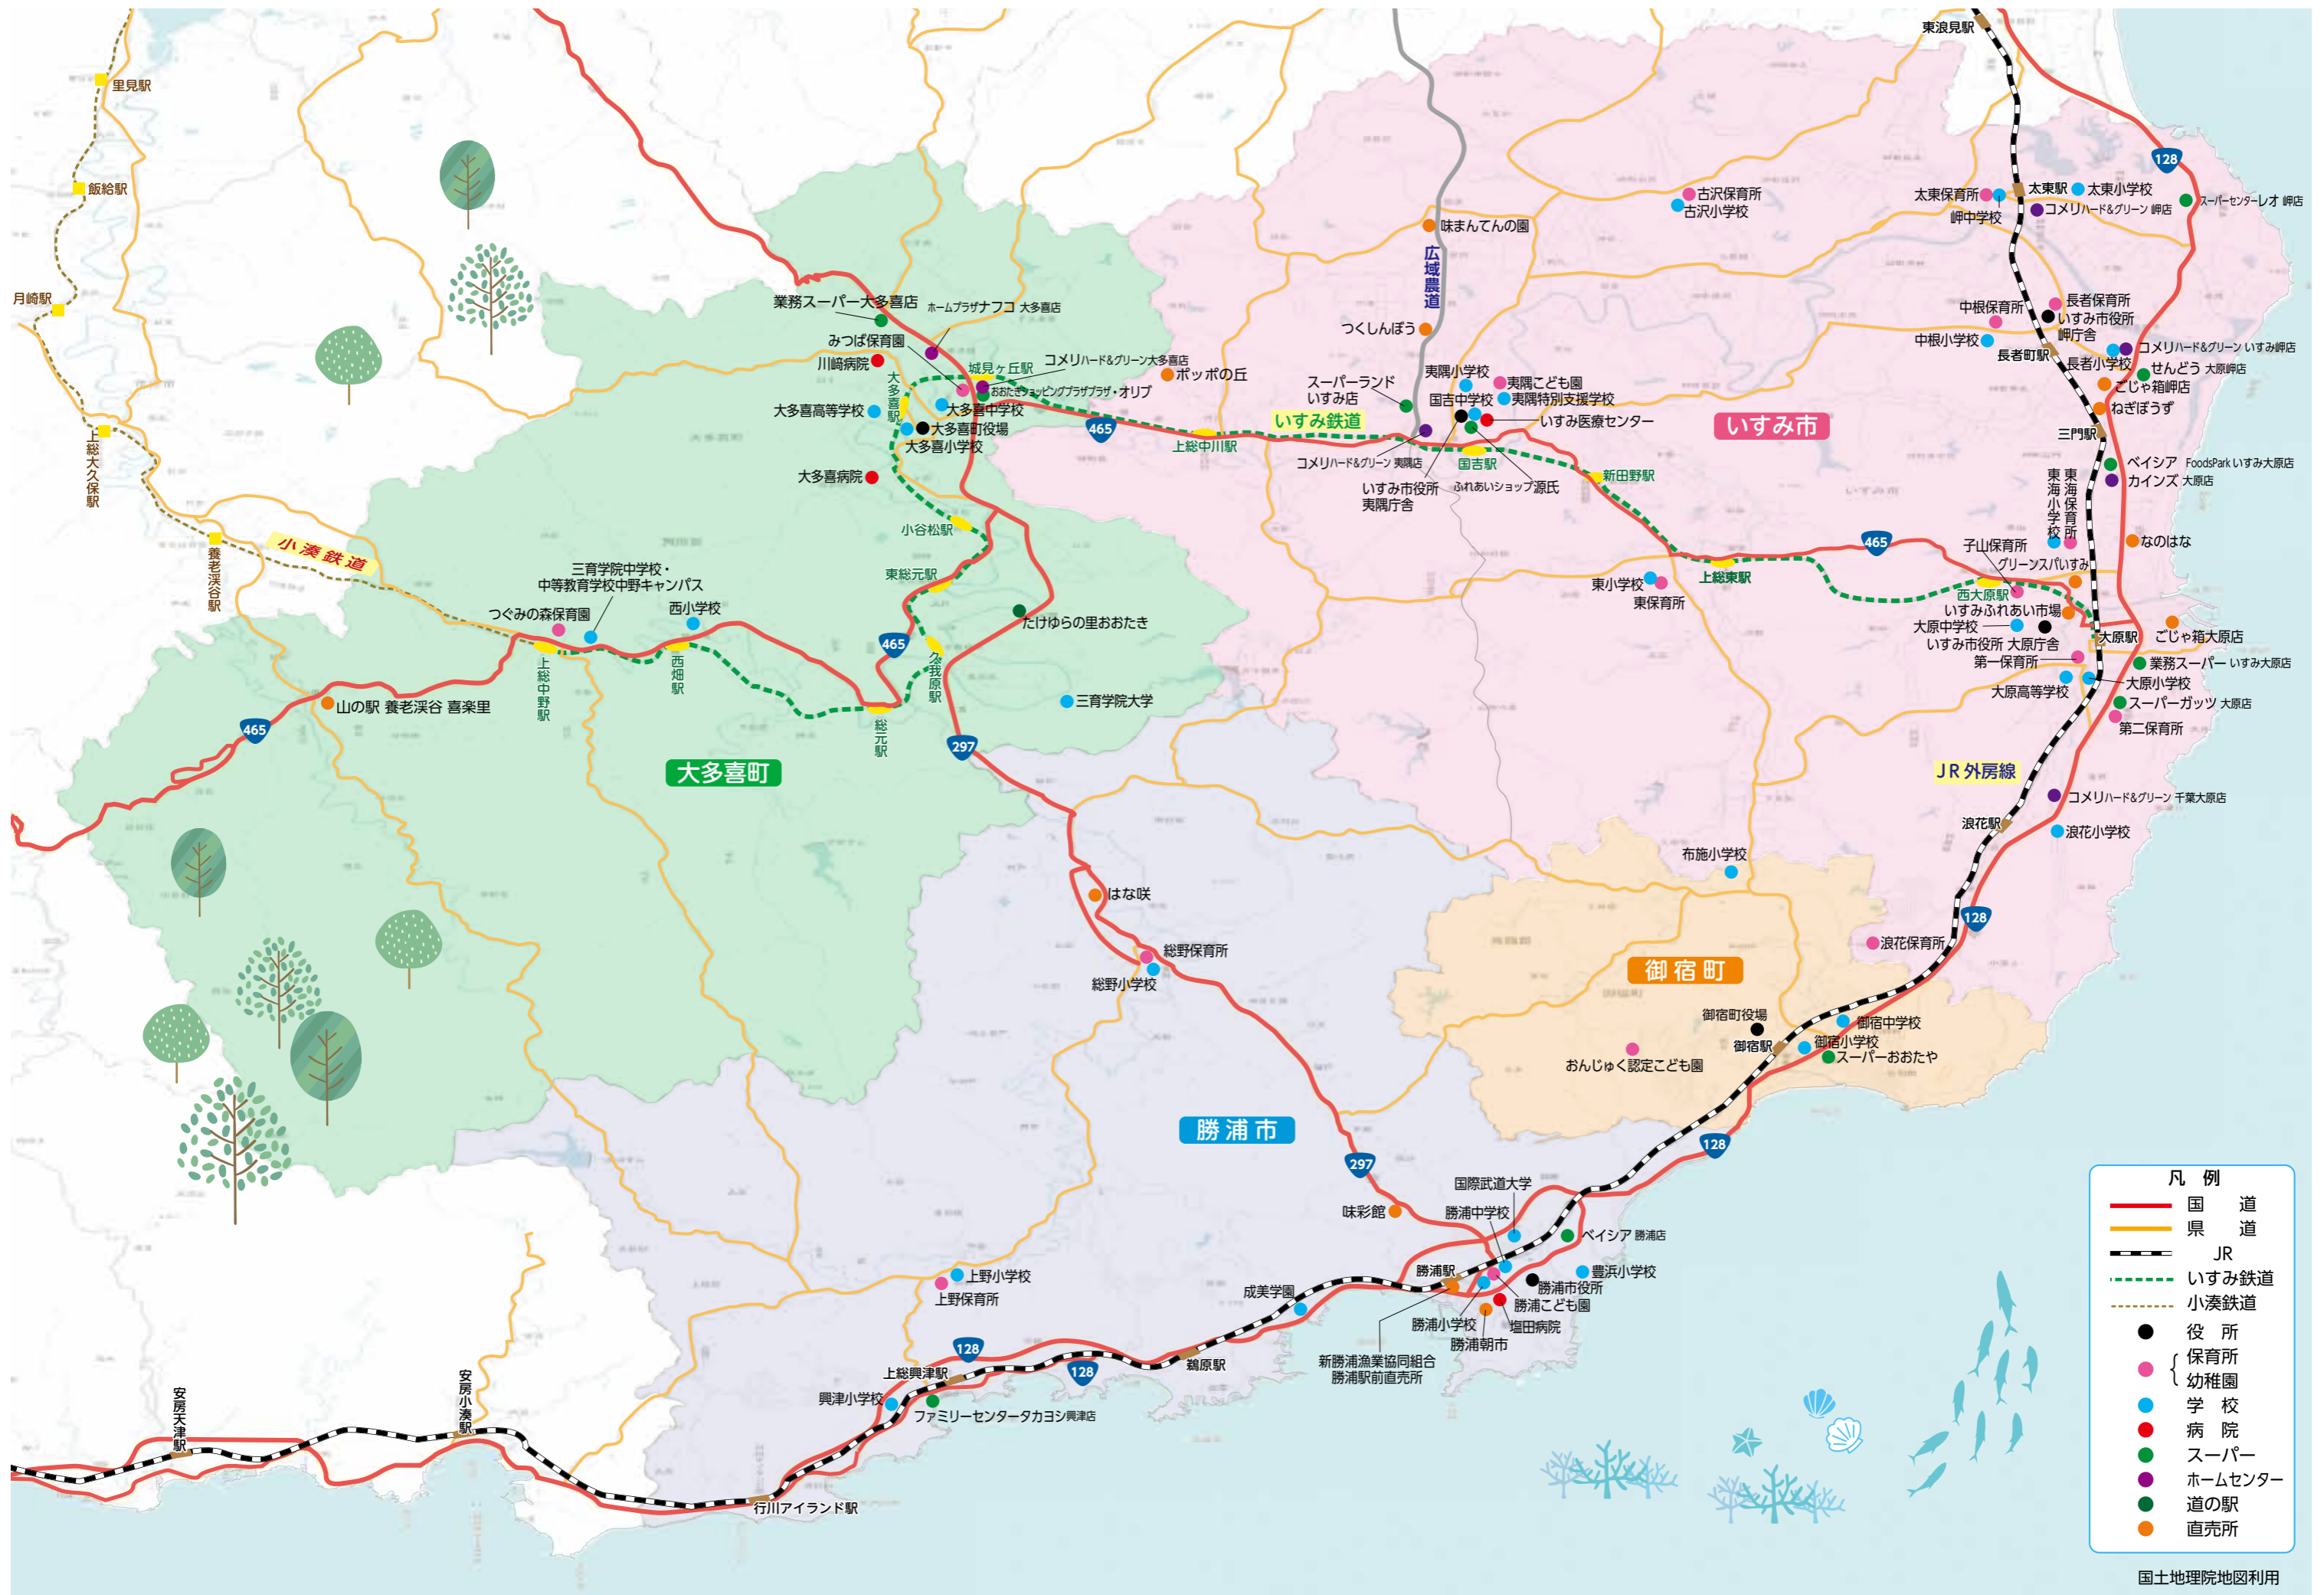 東浪見駅
里見駅
飯給駅
月崎駅
上総大久保駅
養老渓谷駅
小湊鉄道
128
太東保育所
太東駅
太東小学校
岬中学校
コメリハード&グリーン 岬店
スーパーセンターレオ 岬店
古沢保育所
古沢小学校
味まんてんの園
広域農道
つくしんぼう
業務スーパー大多喜店
ホームプラザナフコ 大多喜店
みつば保育園
川﨑病院
城見ヶ丘駅
コメリハード&グリーン大多喜店
おおたきショッピングプラザプラザ・オリブ
大多喜駅
大多喜高等学校
大多喜中学校
大多喜町役場
大多喜小学校
大多喜病院
ポッポの丘
465
上総中川駅
いすみ鉄道
スーパーランド
いすみ店
夷隅小学校
夷隅こども園
国吉中学校
夷隅特別支援学校
いすみ医療センター
コメリハード&グリーン 夷隅店
国吉駅
いすみ市役所
夷隅庁舎
ふれあいショップ源氏
新田野駅
いすみ市
中根保育所
長者保育所
いすみ市役所
岬庁舎
中根小学校
長者町駅
長者小学校
コメリハード&グリーン いすみ岬店
せんどう 大原岬店
ごじゃ箱岬店
ねぎぼうず
三門駅
ベイシア FoodsPark いすみ大原店
カインズ 大原店
東海小学校
東海保育所
なのはな
465
子山保育所
グリーンスパいすみ
上総東駅
西大原駅
いすみふれあい市場
東小学校
東保育所
大原中学校
いすみ市役所 大原庁舎
大原駅
ごじゃ箱大原店
第一保育所
業務スーパー いすみ大原店
大原高等学校
大原小学校
スーパーガッツ 大原店
第二保育所
JR外房線
コメリハード&グリーン 千葉大原店
浪花駅
浪花小学校
小谷松駅
東総元駅
三育学院中学校・
中等教育学校中野キャンパス
つぐみの森保育園
西小学校
たけゆらの里おおたき
465
久我原駅
上総中野駅
西畑駅
総元駅
三育学院大学
山の駅 養老渓谷 喜楽里
465
297
大多喜町
布施小学校
はな咲
128
浪花保育所
総野保育所
総野小学校
御宿町
御宿町役場
御宿駅
御宿中学校
御宿小学校
スーパーおおたや
おんじゅく認定こども園
勝浦市
128
297
国際武道大学
味彩館
勝浦中学校
ベイシア 勝浦店
勝浦駅
豊浜小学校
勝浦市役所
勝浦こども園
上野小学校
上野保育所
成美学園
勝浦小学校
塩田病院
勝浦朝市
新勝浦漁業協同組合
勝浦駅前直売所
128
128
鵜原駅
上総興津駅
興津小学校
ファミリーセンタータカヨシ興津店
安房天津駅
安房小湊駅
行川アイランド駅
凡 例
国 道
県 道
JR
いすみ鉄道
小湊鉄道
役 所
保育所
幼稚園
学 校
病 院
スーパー
ホームセンター
道の駅
直売所
国土地理院地図利用